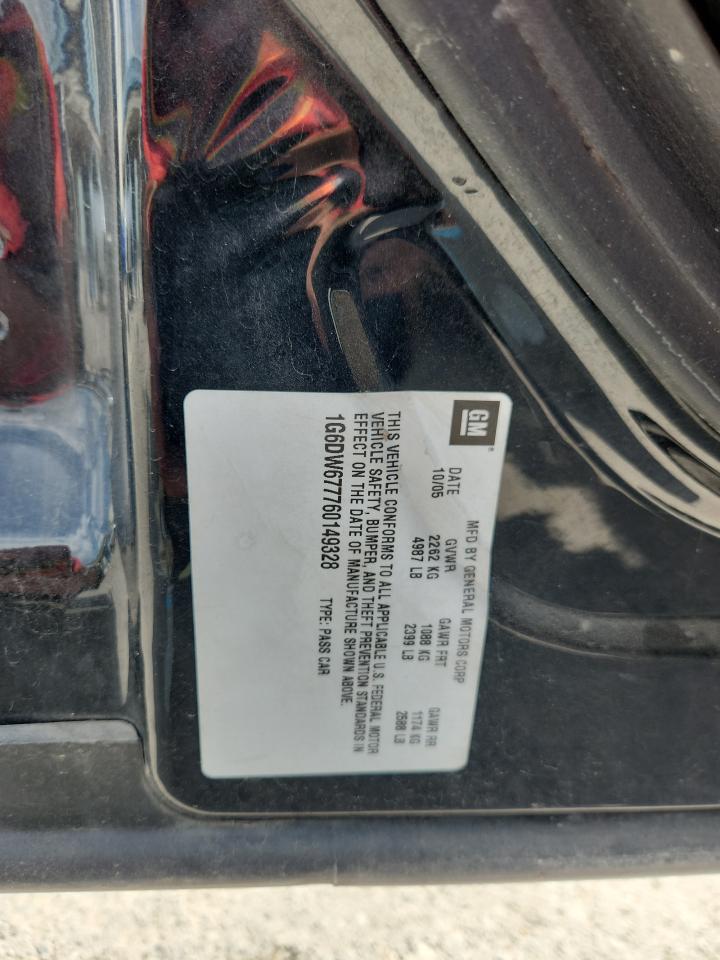 GM®
MFD BY GENERAL MOTORS CORP
DATE GVWR GAWR FRT GAWR RR
10/05 2262 KG 1088 KG 1174 KG
4987 LB 2399 LB 2588 LB
THIS VEHICLE CONFORMS TO ALL APPLICABLE U.S. FEDERAL MOTOR
VEHICLE SAFETY, BUMPER, AND THEFT PREVENTION STANDARDS IN
EFFECT ON THE DATE OF MANUFACTURE SHOWN ABOVE.
1G6DW677760149328 TYPE: PASS CAR